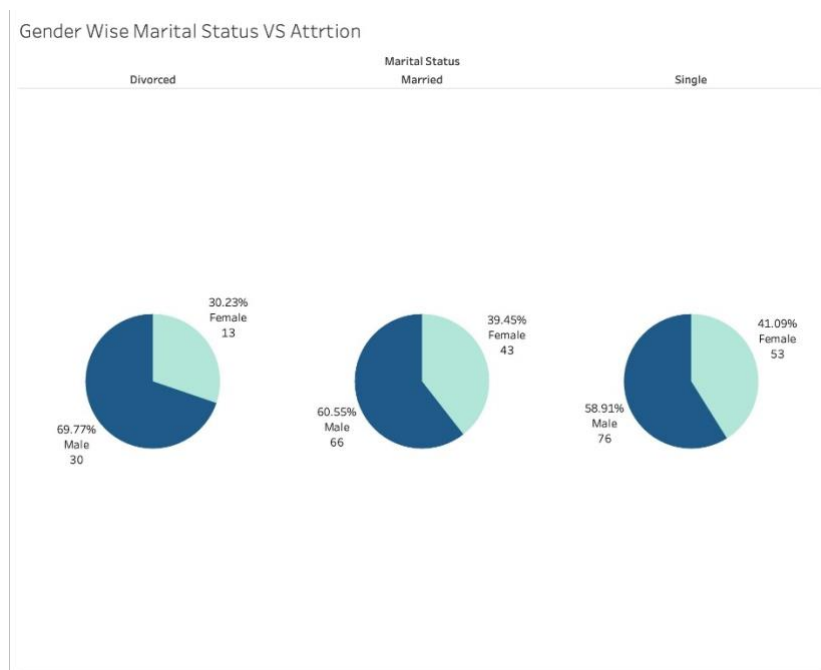 Gender Wise Marital Status VS Attrtion
Marital Status
Divorced
Married
Single
30.23%
Female
13
69.77%
Male
30
39.45%
Female
43
60.55%
Male
66
41.09%
Female
53
58.91%
Male
76